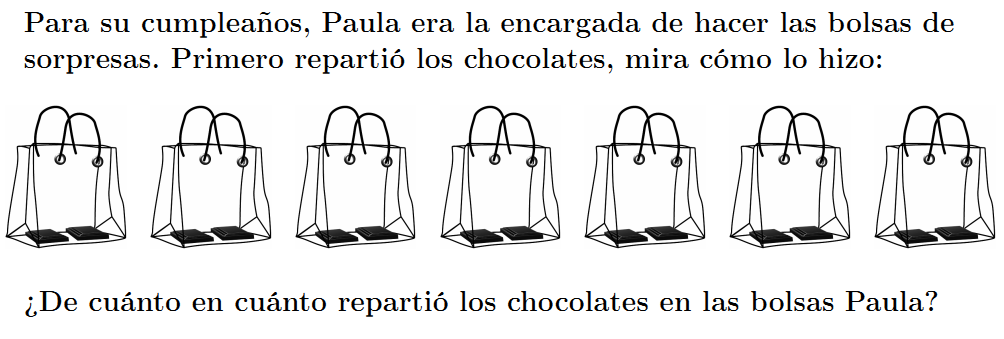 Para su cumpleaños, Paula era la encargada de hacer las bolsas de
sorpresas. Primero repartió los chocolates, mira cómo lo hizo:
¿De cuánto en cuánto repartió los chocolates en las bolsas Paula?